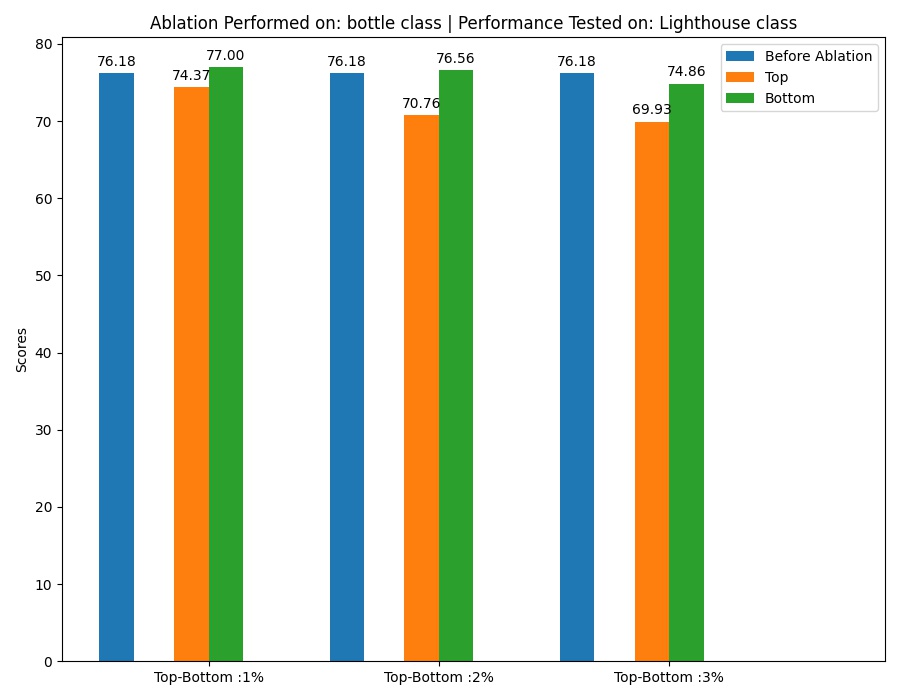 Ablation Performed on: bottle class | Performance Tested on: Lighthouse class
Before Ablation
Top
Bottom
76.18
74.37
77.00
76.18
70.76
76.56
76.18
69.93
74.86
Scores
80
70
60
50
40
30
20
10
0
Top-Bottom :1%
Top-Bottom :2%
Top-Bottom :3%